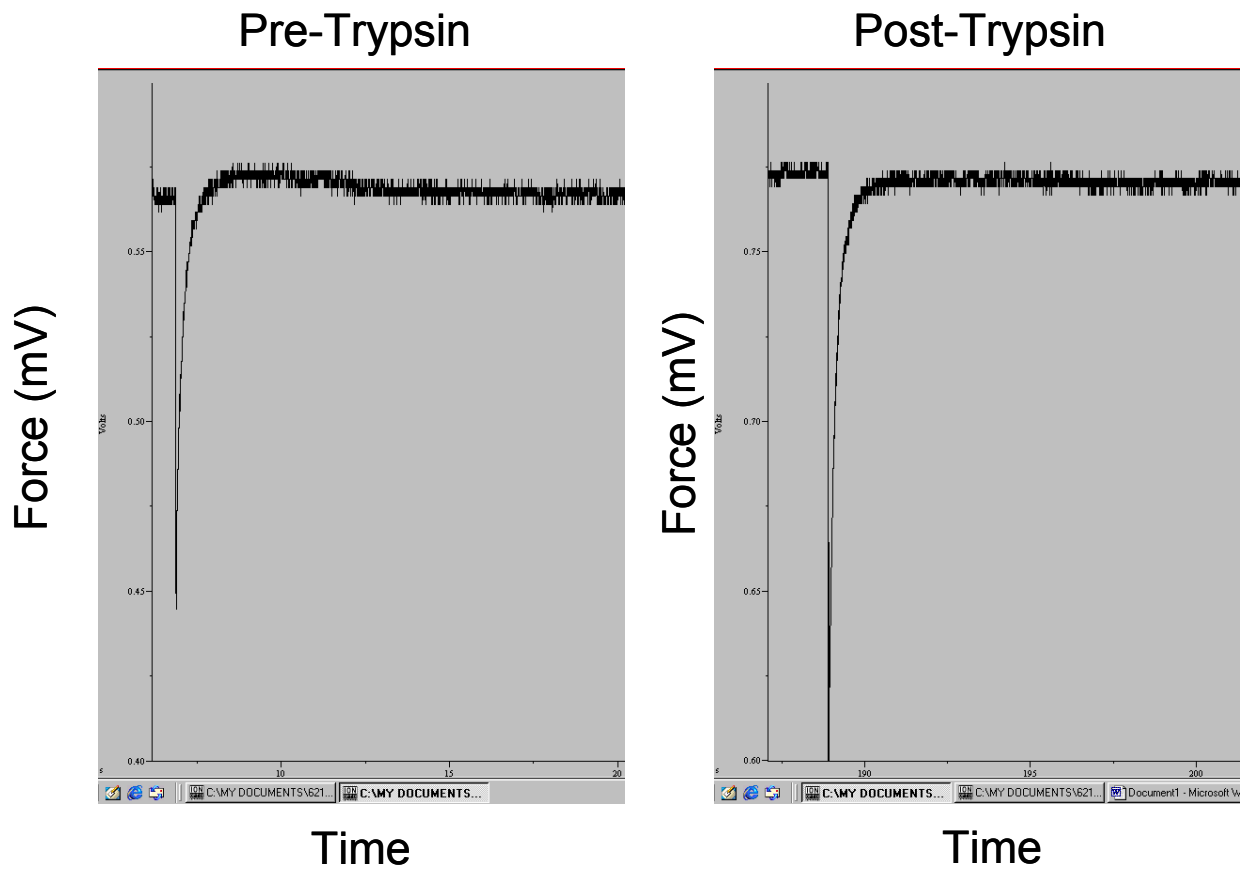 Pre-Trypsin
Post-Trypsin
Force (mV)
Volts
0.55
0.50
0.45
0.40
s
10
15
20
C:\MY DOCUMENTS\621...
C:\MY DOCUMENTS...
Time
Force (mV)
Volts
0.75
0.70
0.65
0.60
s
190
195
200
C:\MY DOCUMENTS...
C:\MY DOCUMENTS\621...
Document1 - Microsoft W
Time